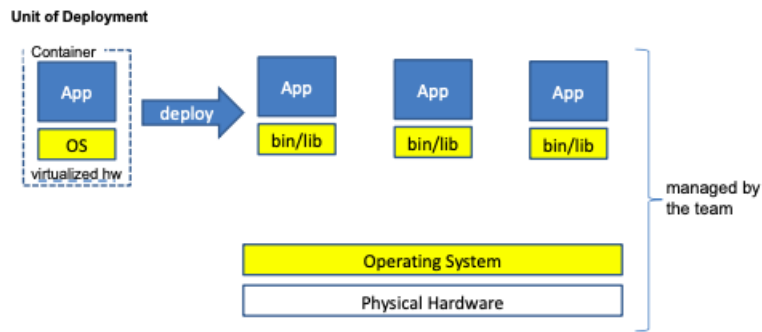 Unit of Deployment
Container
App
OS
virtualized hw
deploy
App
bin/lib
App
bin/lib
App
bin/lib
Operating System
Physical Hardware
managed by
the team